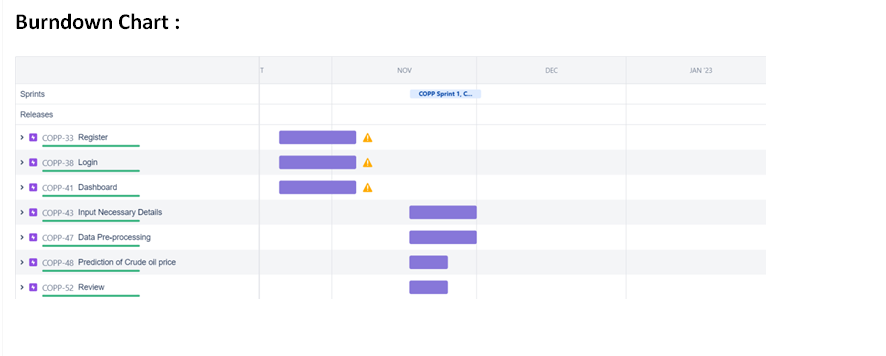 Burndown Chart :
T NOV DEC JAN '23
Sprints COPP Sprint 1, C...
Releases
COPP-33 Register
COPP-38 Login
COPP-41 Dashboard
COPP-43 Input Necessary Details
COPP-47 Data Pre-processing
COPP-48 Prediction of Crude oil price
COPP-52 Review